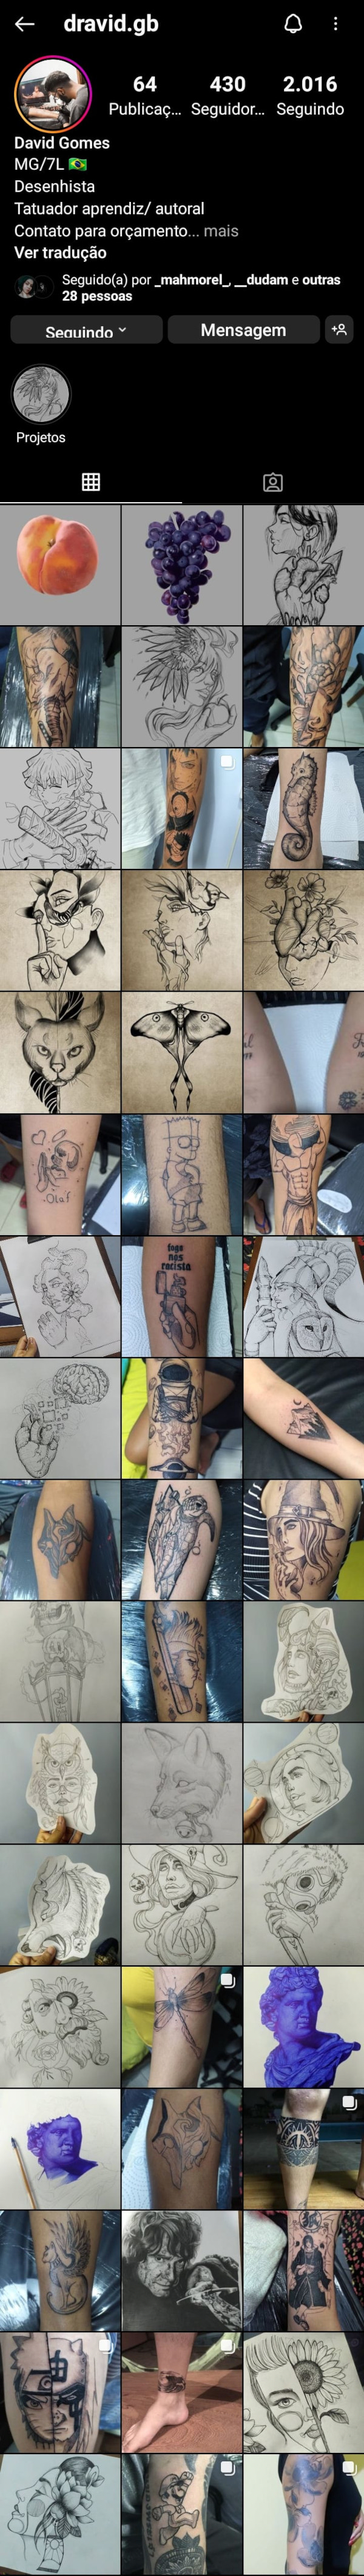 dravid.gb
64 430 2.016
Publicaç... Seguidor... Seguindo
David Gomes
MG/7L 🇧🇷
Desenhista
Tatuador aprendiz/ autoral
Contato para orçamento... mais
Ver tradução
Seguido(a) por _mahmorel_, __dudam e outras
28 pessoas
Seguindo Mensagem
Projetos
.Olaf
fogo
nos
racista